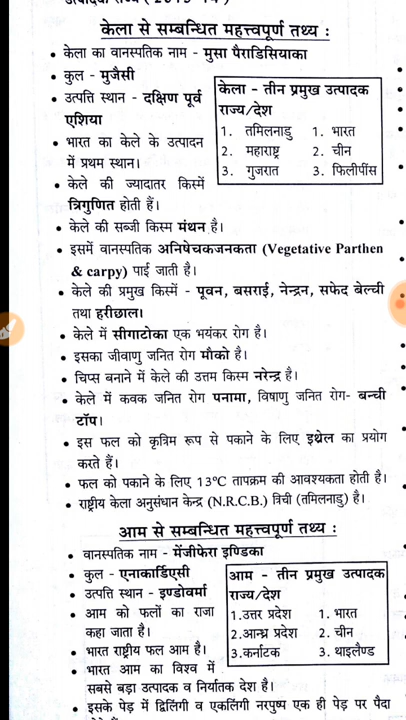 केला से सम्बन्धित महत्त्वपूर्ण तथ्य :
• केला का वानस्पतिक नाम - मुसा पैराडिसियाका
• कुल - मुजैसी
• उत्पत्ति स्थान - दक्षिण पूर्व
एशिया
• भारत का केले के उत्पादन
में प्रथम स्थान।
• केले की ज्यादातर किस्में
त्रिगुणित होती हैं।
केला - तीन प्रमुख उत्पादक
राज्य/देश
1. तमिलनाडु 1. भारत
2. महाराष्ट्र 2. चीन
3. गुजरात 3. फिलीपींस
• केले की सब्जी किस्म मंथन है।
• इसमें वानस्पतिक अनिषेचकजनकता (Vegetative Parthen
& carpy) पाई जाती है।
• केले की प्रमुख किस्में - पूवन, बसराई, नेन्द्रन, सफेद बेल्ची
तथा हरीछाल।
• केले में सीगाटोका एक भयंकर रोग है।
• इसका जीवाणु जनित रोग मौको है।
• चिप्स बनाने में केले की उत्तम किस्म नरेन्द्र है।
• केले में कवक जनित रोग पनामा, विषाणु जनित रोग- बन्ची
टॉप।
• इस फल को कृत्रिम रूप से पकाने के लिए इथ्रेल का प्रयोग
करते हैं।
• फल को पकाने के लिए 13°C तापक्रम की आवश्यकता होती है।
• राष्ट्रीय केला अनुसंधान केन्द्र (N.R.C.B.) त्रिची (तमिलनाडु) है।
आम से सम्बन्धित महत्त्वपूर्ण तथ्य :
• वानस्पतिक नाम - मेंजीफेरा इण्डिका
• कुल - एनाकार्डिएसी
• उत्पत्ति स्थान - इण्डोवर्मा
• आम को फलों का राजा
कहा जाता है।
• भारत राष्ट्रीय फल आम है।
• भारत आम का विश्व में
आम - तीन प्रमुख उत्पादक
राज्य/देश
1.उत्तर प्रदेश 1. भारत
2.आन्ध्र प्रदेश 2. चीन
3.कर्नाटक 3. थाइलैण्ड
सबसे बड़ा उत्पादक व निर्यातक देश है।
• इसके पेड़ में द्विलिंगी व एकलिंगी नरपुष्प एक ही पेड़ पर पैदा